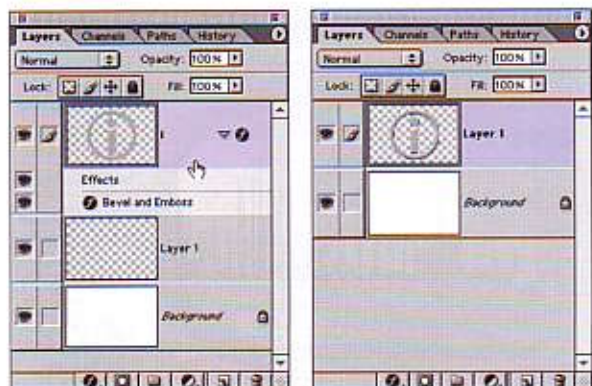 Layers Channels Paths History
Normal Opacity: 100%
Lock: Fill: 100%
I
Effects
Bevel and Emboss
Layer 1
Background
Layers Channels Paths History
Normal Opacity: 100%
Lock: Fill: 100%
Layer 1
Background